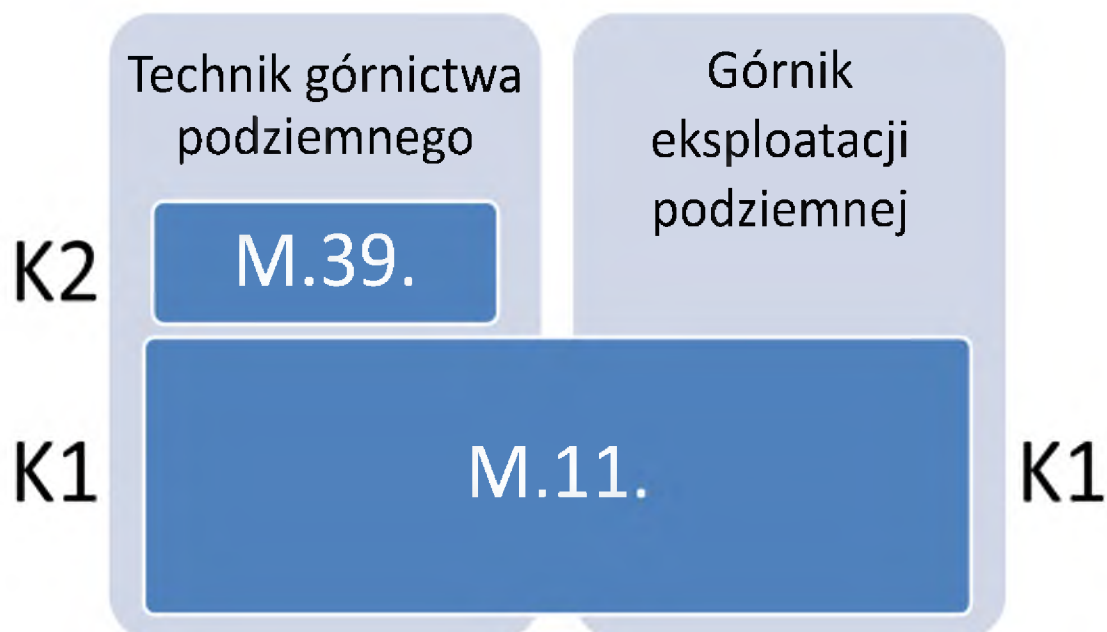 Technik górnictwa
podziemnego
Górnik
eksploatacji
podziemnej
K2
M.39.
K1
M.11.
K1